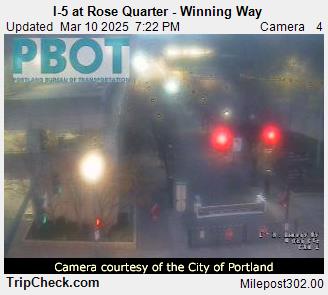 I-5 at Rose Quarter - Winning Way
Updated Mar 10 2025 7:22 PM Camera 4
PBOT
PORTLAND BUREAU OF TRANSPORTATION
Camera courtesy of the City of Portland
TripCheck.com Milepost302.00